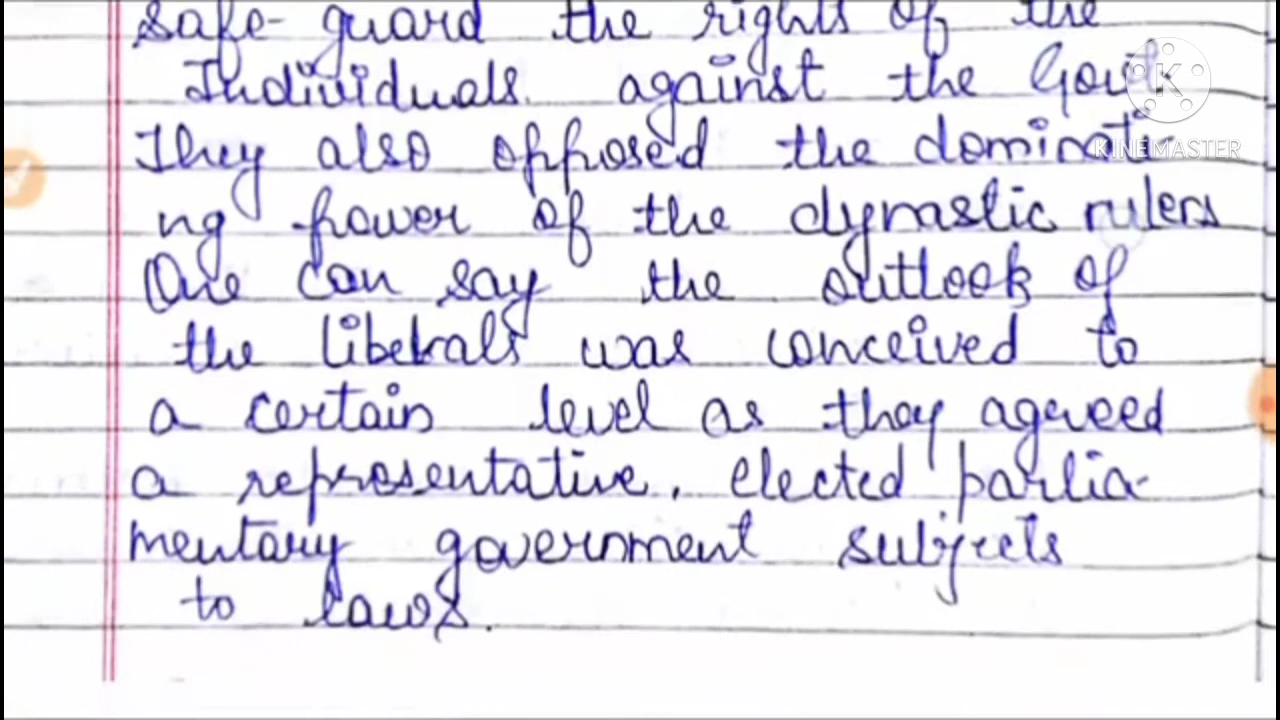 safe-guard the rights of the
Individuals against the Govt.
They also opposed the dominati-
ng power of the dynastic rulers
One can say the outlook of
the liberals was conceived to
a certain level as they agreed
a representative, elected parlia-
mentary government subjects
to laws.
KINEMASTER